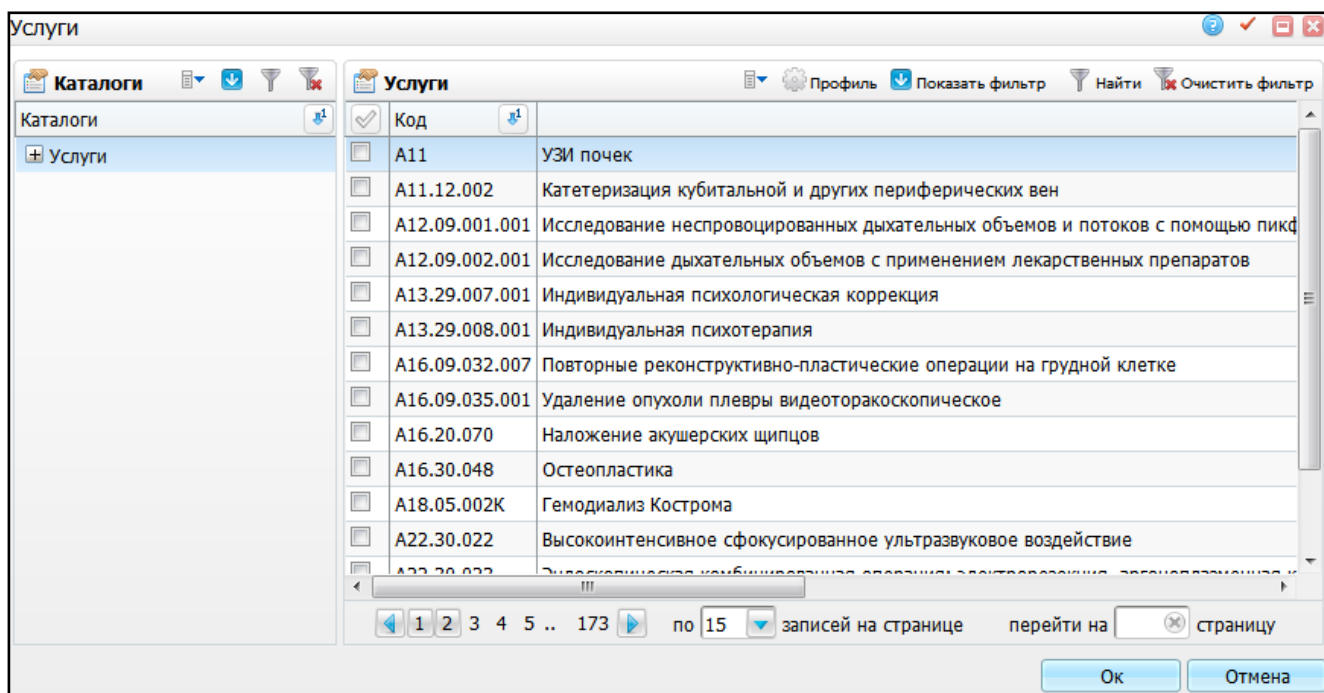 Услуги
Каталоги
Услуги Профиль Показать фильтр Найти Очистить фильтр
Каталоги
Код
Услуги
A11 УЗИ почек
A11.12.002 Катетеризация кубитальной и других периферических вен
A12.09.001.001 Исследование неспровоцированных дыхательных объемов и потоков с помощью пикф
A12.09.002.001 Исследование дыхательных объемов с применением лекарственных препаратов
A13.29.007.001 Индивидуальная психологическая коррекция
A13.29.008.001 Индивидуальная психотерапия
A16.09.032.007 Повторные реконструктивно-пластические операции на грудной клетке
A16.09.035.001 Удаление опухоли плевры видеоторакоскопическое
A16.20.070 Наложение акушерских щипцов
A16.30.048 Остеопластика
A18.05.002К Гемодиализ Кострома
A22.30.022 Высокоинтенсивное сфокусированное ультразвуковое воздействие
1 2 3 4 5 .. 173 по 15 записей на странице перейти на страницу
Ок Отмена